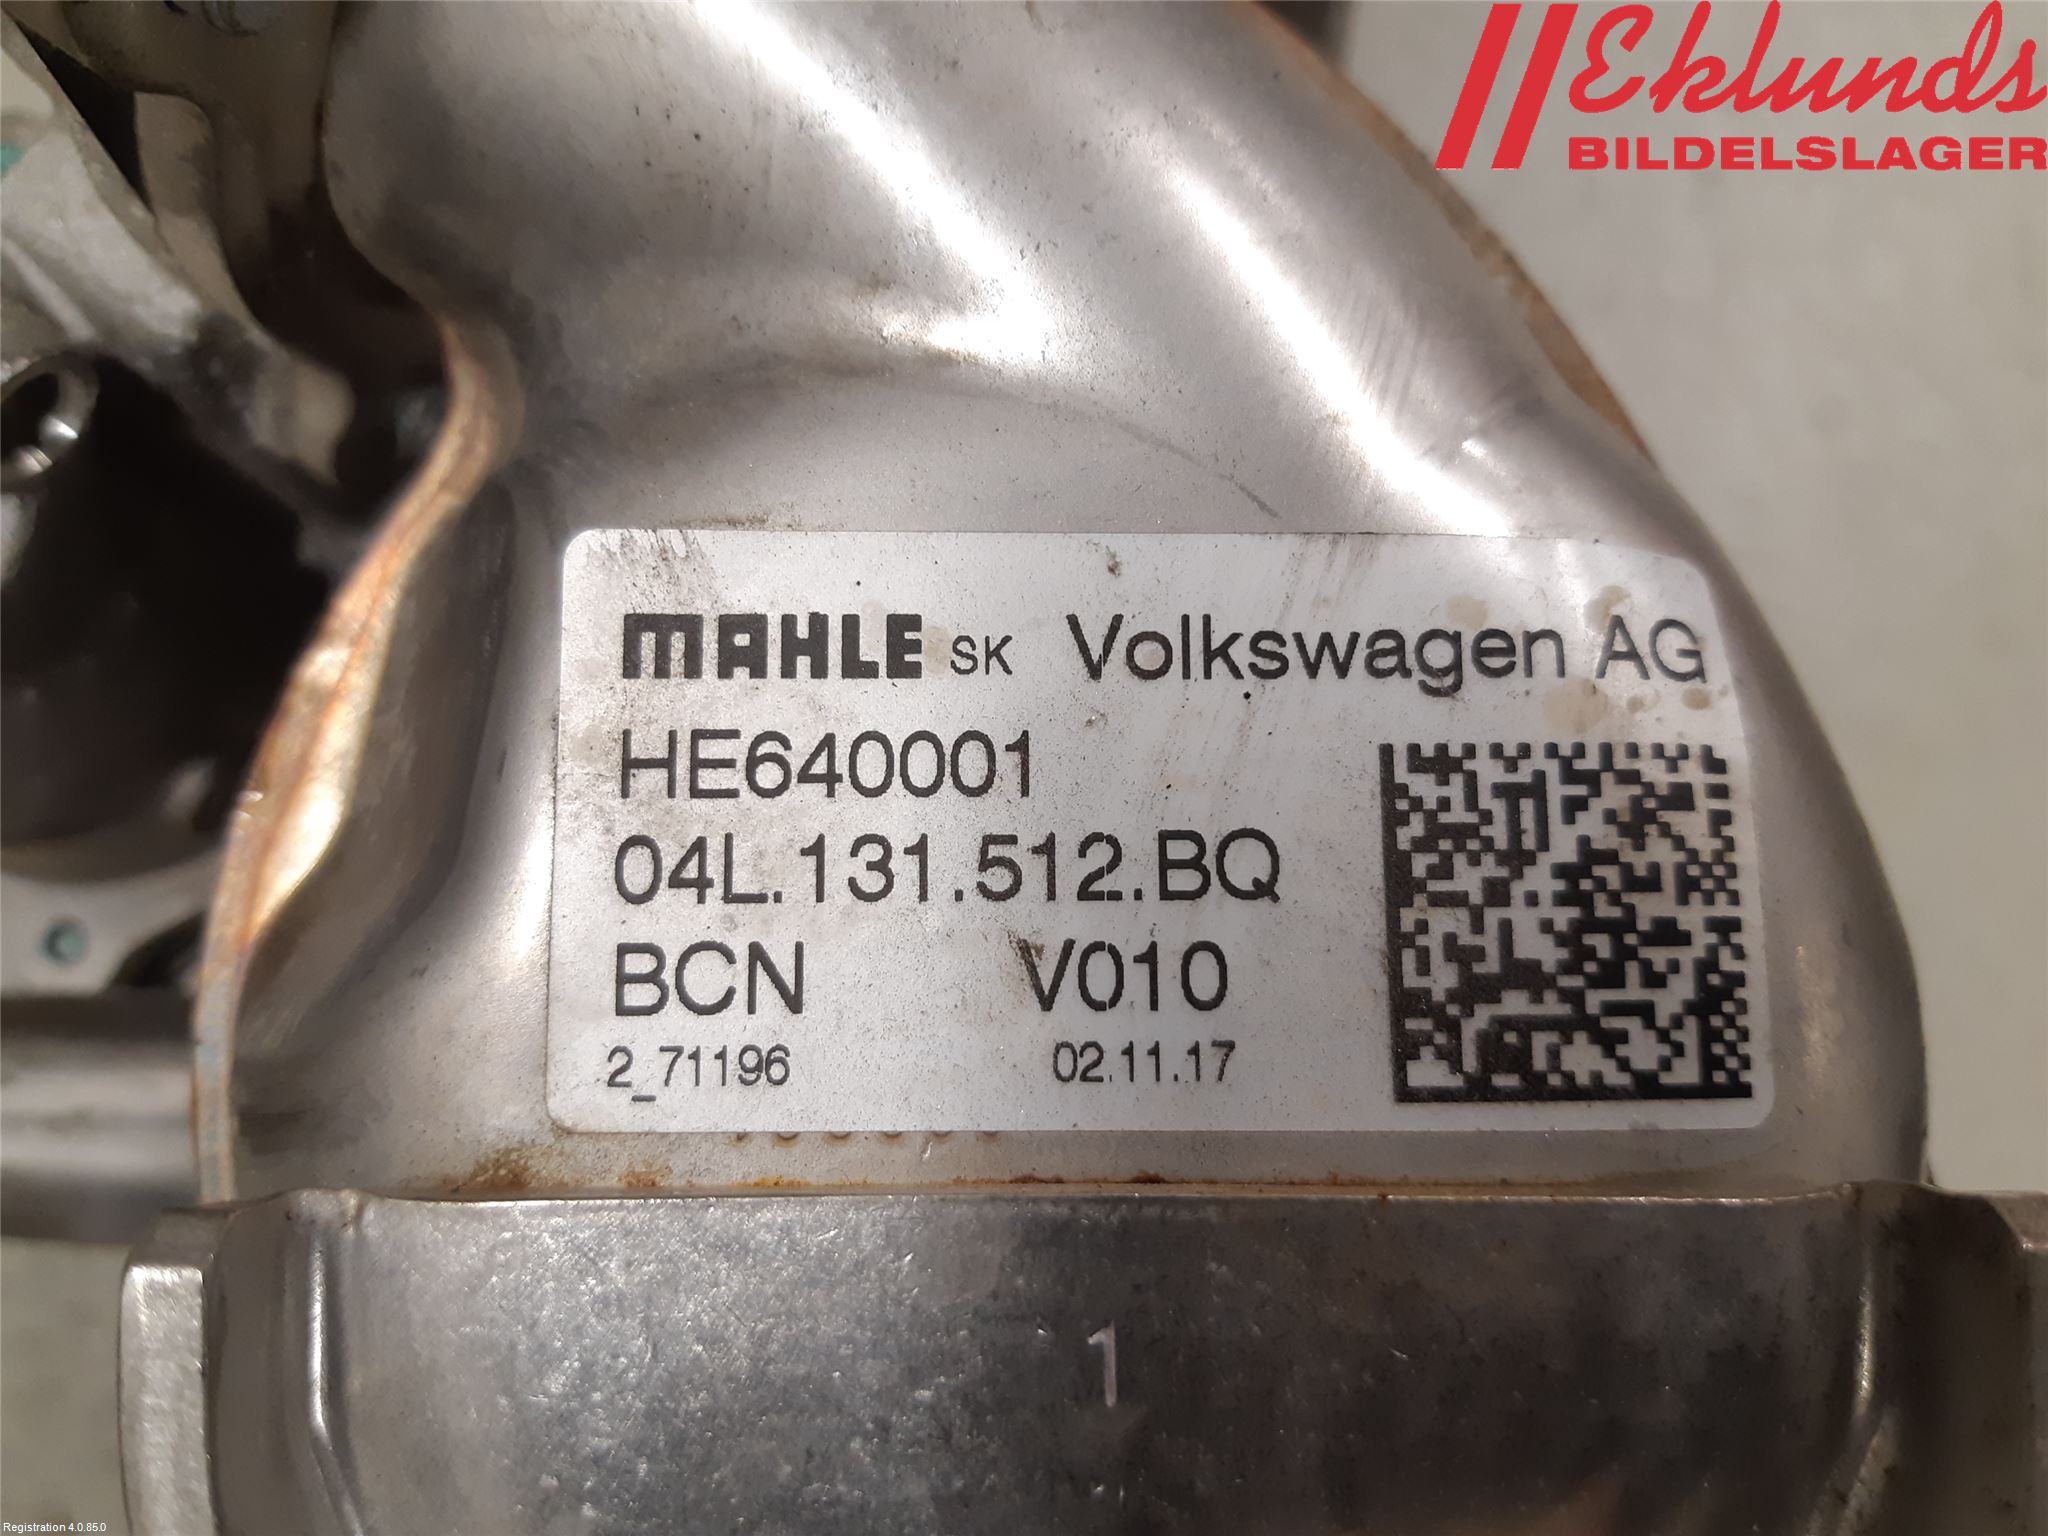 Eklunds
BILDELSLAGER
MAHLE SK Volkswagen AG
HE640001
04L.131.512.BQ
BCN V010
2_71196 02.11.17
1
Registration 4.0.85.0